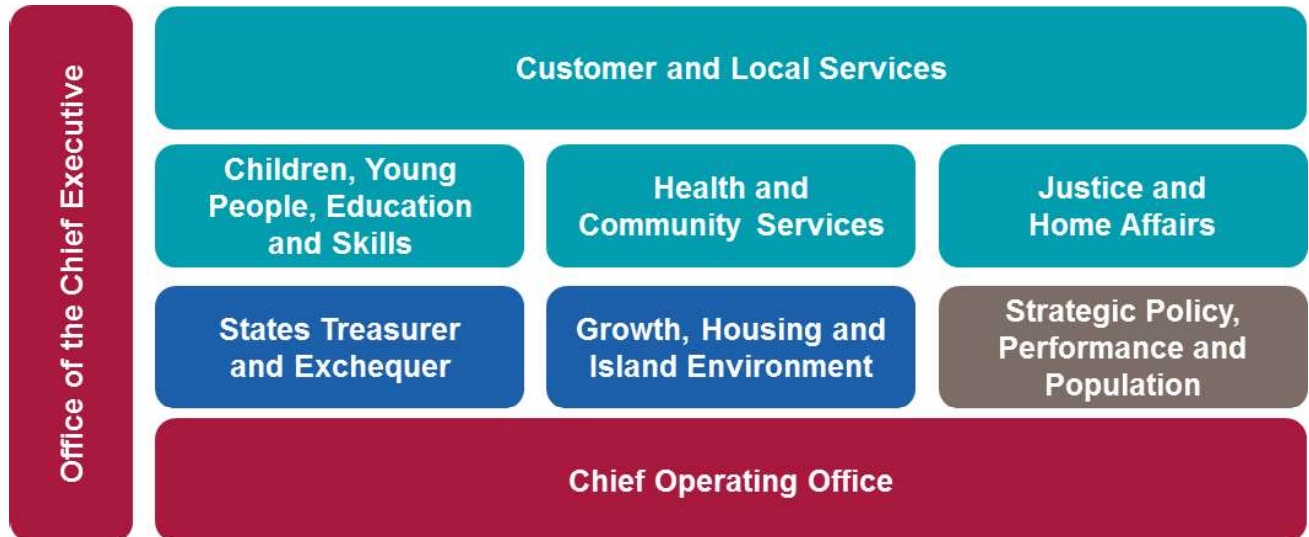 Office of the Chief Executive
Customer and Local Services
Children, Young
People, Education
and Skills
Health and
Community Services
Justice and
Home Affairs
States Treasurer
and Exchequer
Growth, Housing and
Island Environment
Strategic Policy,
Performance and
Population
Chief Operating Office